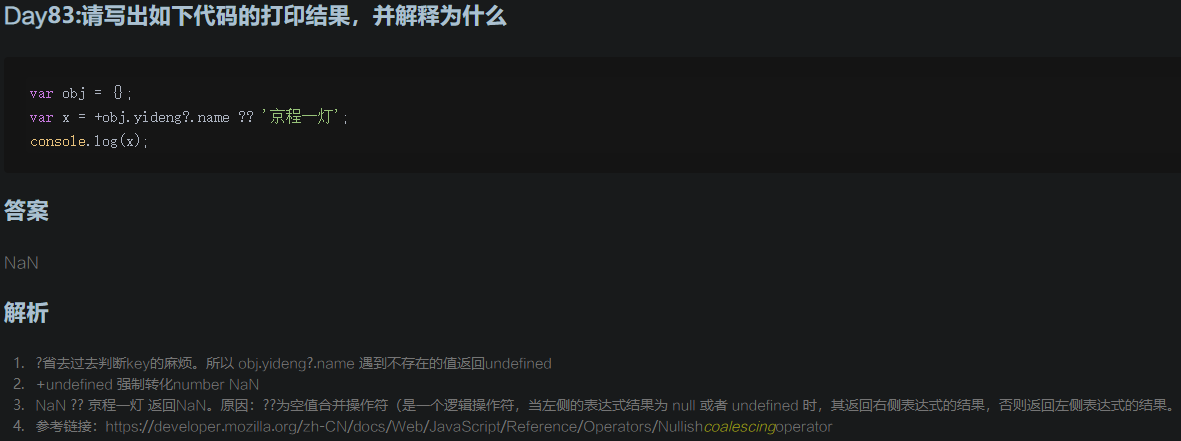 Day83:请写出如下代码的打印结果，并解释为什么
var obj = {};
var x = +obj.yideng?.name ?? '京程一灯';
console.log(x);
答案
NaN
解析
1. ?省去过去判断key的麻烦。所以 obj.yideng?.name 遇到不存在的值返回undefined
2. +undefined 强制转化number NaN
3. NaN ?? 京程一灯 返回NaN。原因：??为空值合并操作符（是一个逻辑操作符，当左侧的表达式结果为 null 或者 undefined 时，其返回右侧表达式的结果，否则返回左侧表达式的结果。
4. 参考链接：https://developer.mozilla.org/zh-CN/docs/Web/JavaScript/Reference/Operators/Nullishcoalescingoperator